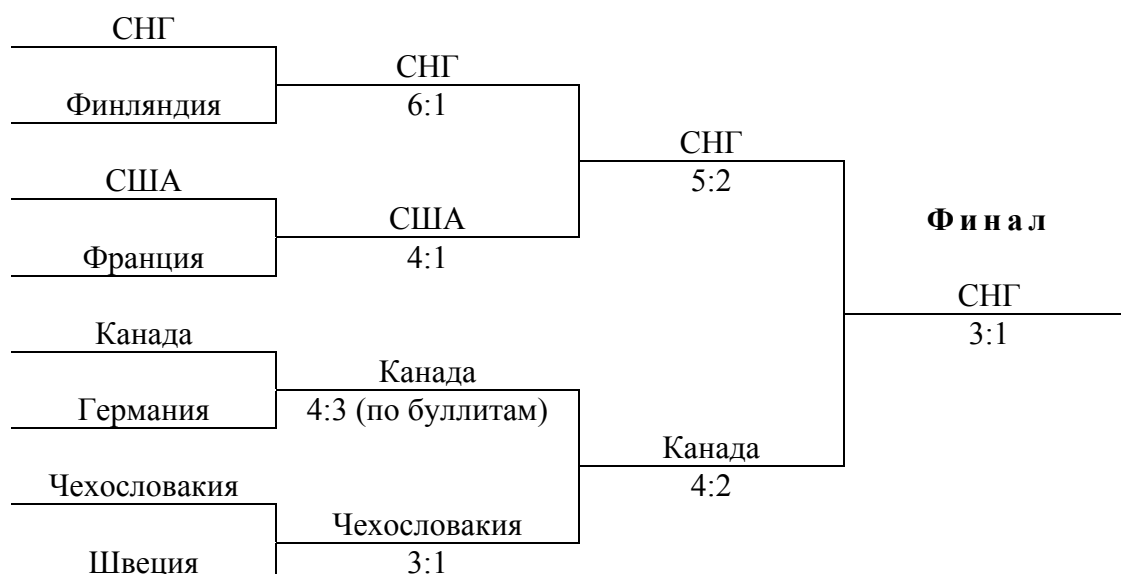 СНГ
СНГ
Финляндия
6:1
СНГ
США
5:2
США
Финал
Франция
4:1
СНГ
Канада
3:1
Канада
Германия
4:3 (по буллитам)
Канада
Чехословакия
4:2
Чехословакия
Швеция
3:1